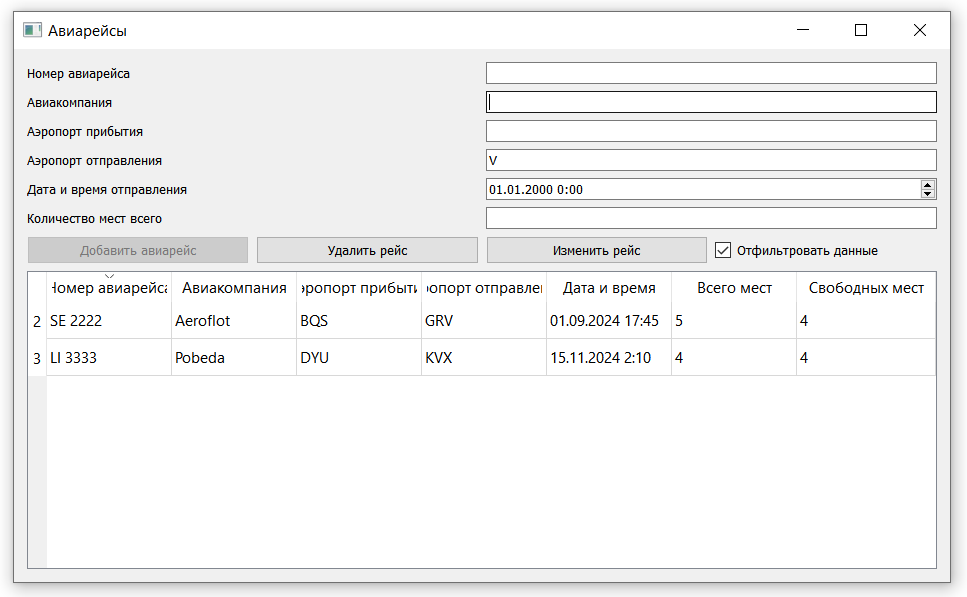 Авиарейсы
Номер авиарейса
Авиакомпания
Аэропорт прибытия
Аэропорт отправления V
Дата и время отправления 01.01.2000 0:00
Количество мест всего
Добавить авиарейс Удалить рейс Изменить рейс Отфильтровать данные
Номер авиарейса Авиакомпания эропорт прибыти опорт отправле Дата и время Всего мест Свободных мест
2 SE 2222 Aeroflot BQS GRV 01.09.2024 17:45 5 4
3 LI 3333 Pobeda DYU KVX 15.11.2024 2:10 4 4